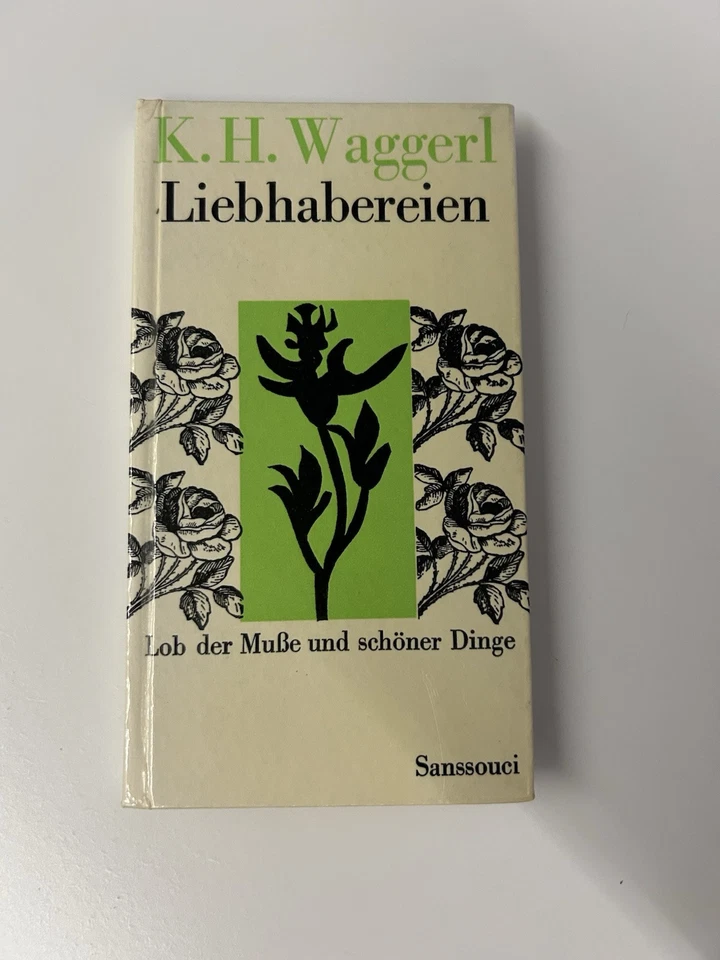 K. H. Waggerl
Liebhabereien
Lob der Muße und schöner Dinge
Sanssouci